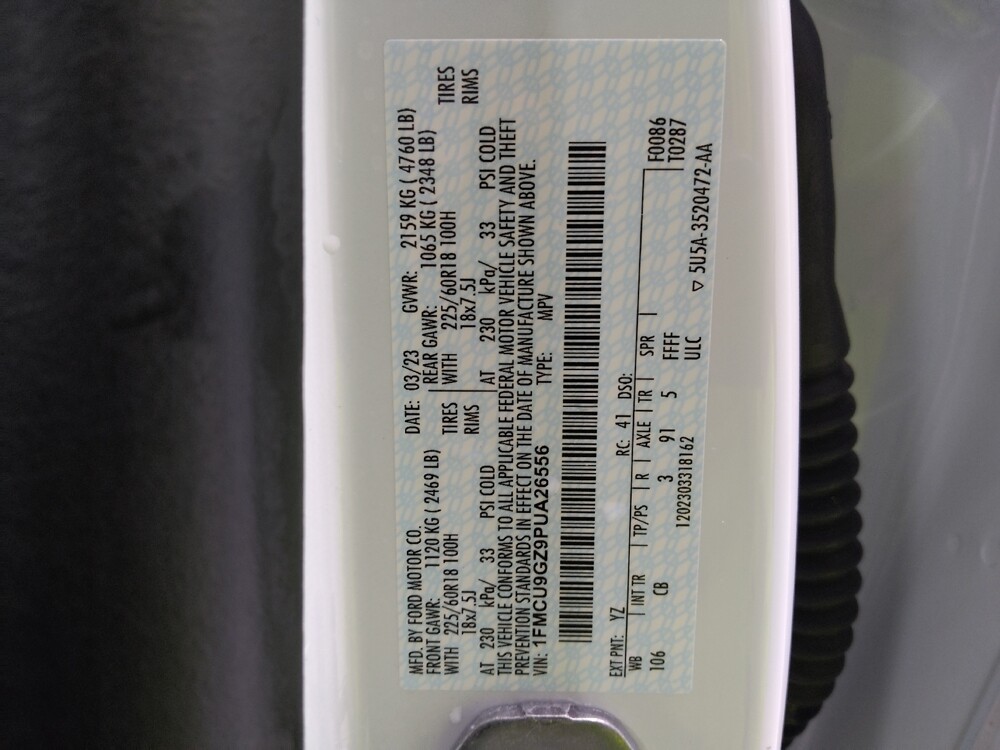 MFD. BY FORD MOTOR CO. DATE: 03/23 GVWR: 2159 KG ( 4760 LB)
FRONT GAWR: 1120 KG ( 2469 LB) REAR GAWR: 1065 KG ( 2348 LB)
WITH 225/60R18 100H TIRES WITH 225/60R18 100H TIRES
18x7.5J RIMS 18x7.5J RIMS
AT 230 kPa/ 33 PSI COLD AT 230 kPa/ 33 PSI COLD
THIS VEHICLE CONFORMS TO ALL APPLICABLE FEDERAL MOTOR VEHICLE SAFETY AND THEFT
PREVENTION STANDARDS IN EFFECT ON THE DATE OF MANUFACTURE SHOWN ABOVE.
VIN: 1FMCU9GZ9PUA26556 TYPE: MPV
EXT PNT: YZ RC: 41 DSO: F0086
WB INT TR TP/PS R AXLE TR SPR T0287
106 CB 3 91 5 FFFF
1202303318162 ULC
▽ 5U5A-3520472-AA